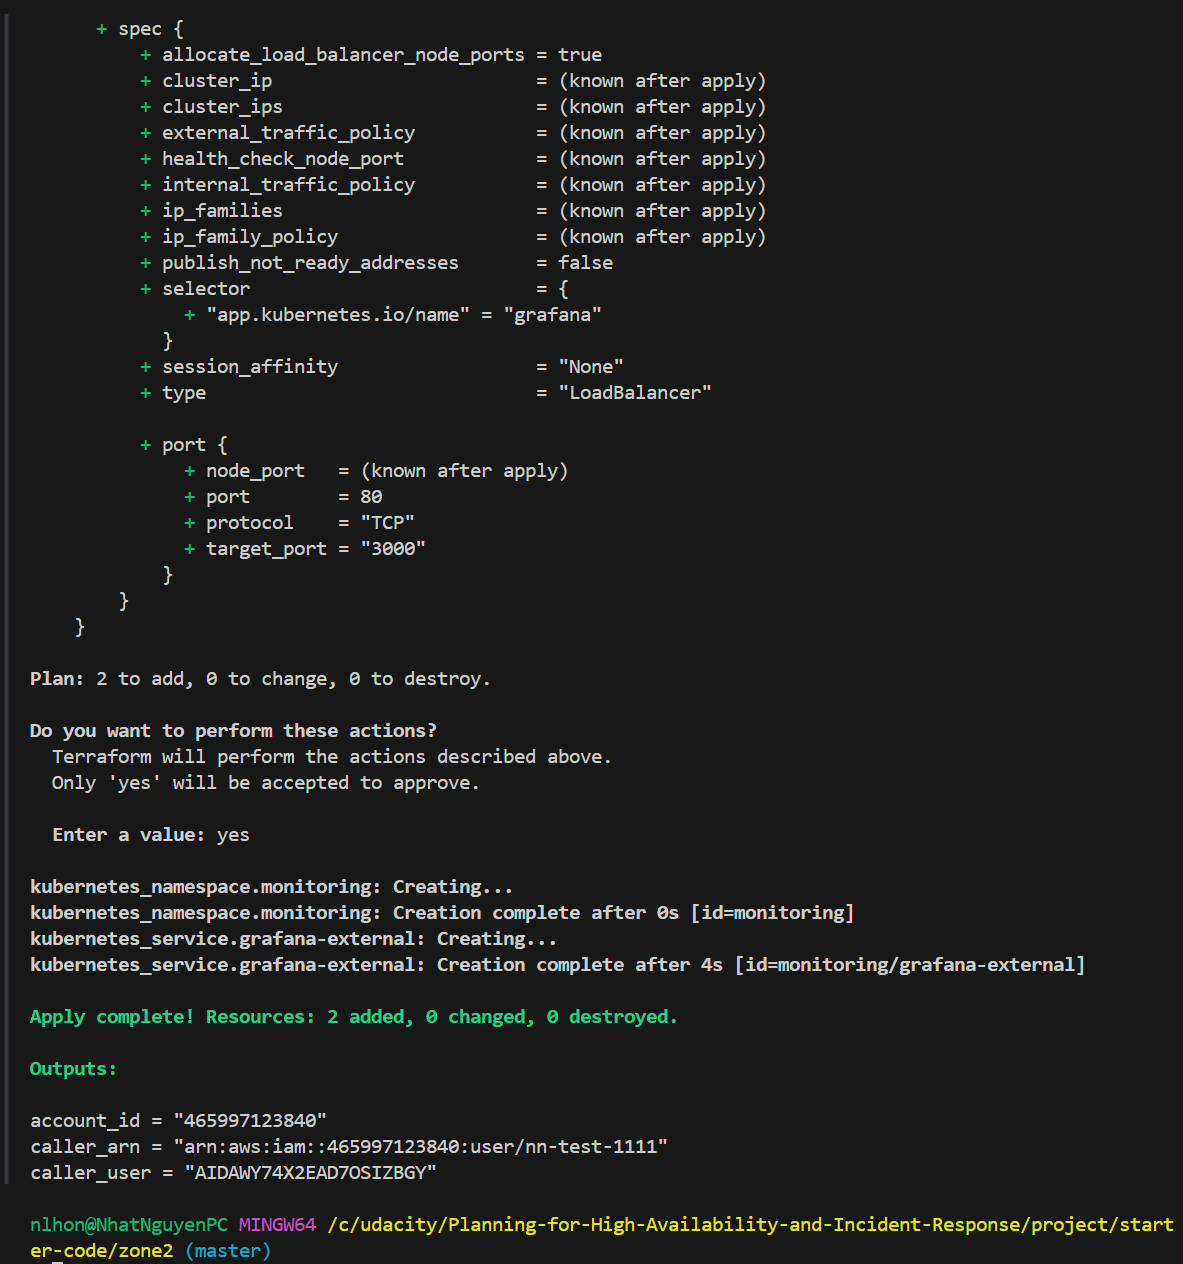 + spec {
+ allocate_load_balancer_node_ports = true
+ cluster_ip = (known after apply)
+ cluster_ips = (known after apply)
+ external_traffic_policy = (known after apply)
+ health_check_node_port = (known after apply)
+ internal_traffic_policy = (known after apply)
+ ip_families = (known after apply)
+ ip_family_policy = (known after apply)
+ publish_not_ready_addresses = false
+ selector = {
+ "app.kubernetes.io/name" = "grafana"
}
+ session_affinity = "None"
+ type = "LoadBalancer"
+ port {
+ node_port = (known after apply)
+ port = 80
+ protocol = "TCP"
+ target_port = "3000"
}
}
}
Plan: 2 to add, 0 to change, 0 to destroy.
Do you want to perform these actions?
Terraform will perform the actions described above.
Only 'yes' will be accepted to approve.
Enter a value: yes
kubernetes_namespace.monitoring: Creating...
kubernetes_namespace.monitoring: Creation complete after 0s [id=monitoring]
kubernetes_service.grafana-external: Creating...
kubernetes_service.grafana-external: Creation complete after 4s [id=monitoring/grafana-external]
Apply complete! Resources: 2 added, 0 changed, 0 destroyed.
Outputs:
account_id = "465997123840"
caller_arn = "arn:aws:iam::465997123840:user/nn-test-1111"
caller_user = "AIDAWY74X2EAD7OSIZBGY"
nlhon@NhatNguyenPC MINGW64 /c/udacity/Planning-for-High-Availability-and-Incident-Response/project/start
er-code/zone2 (master)